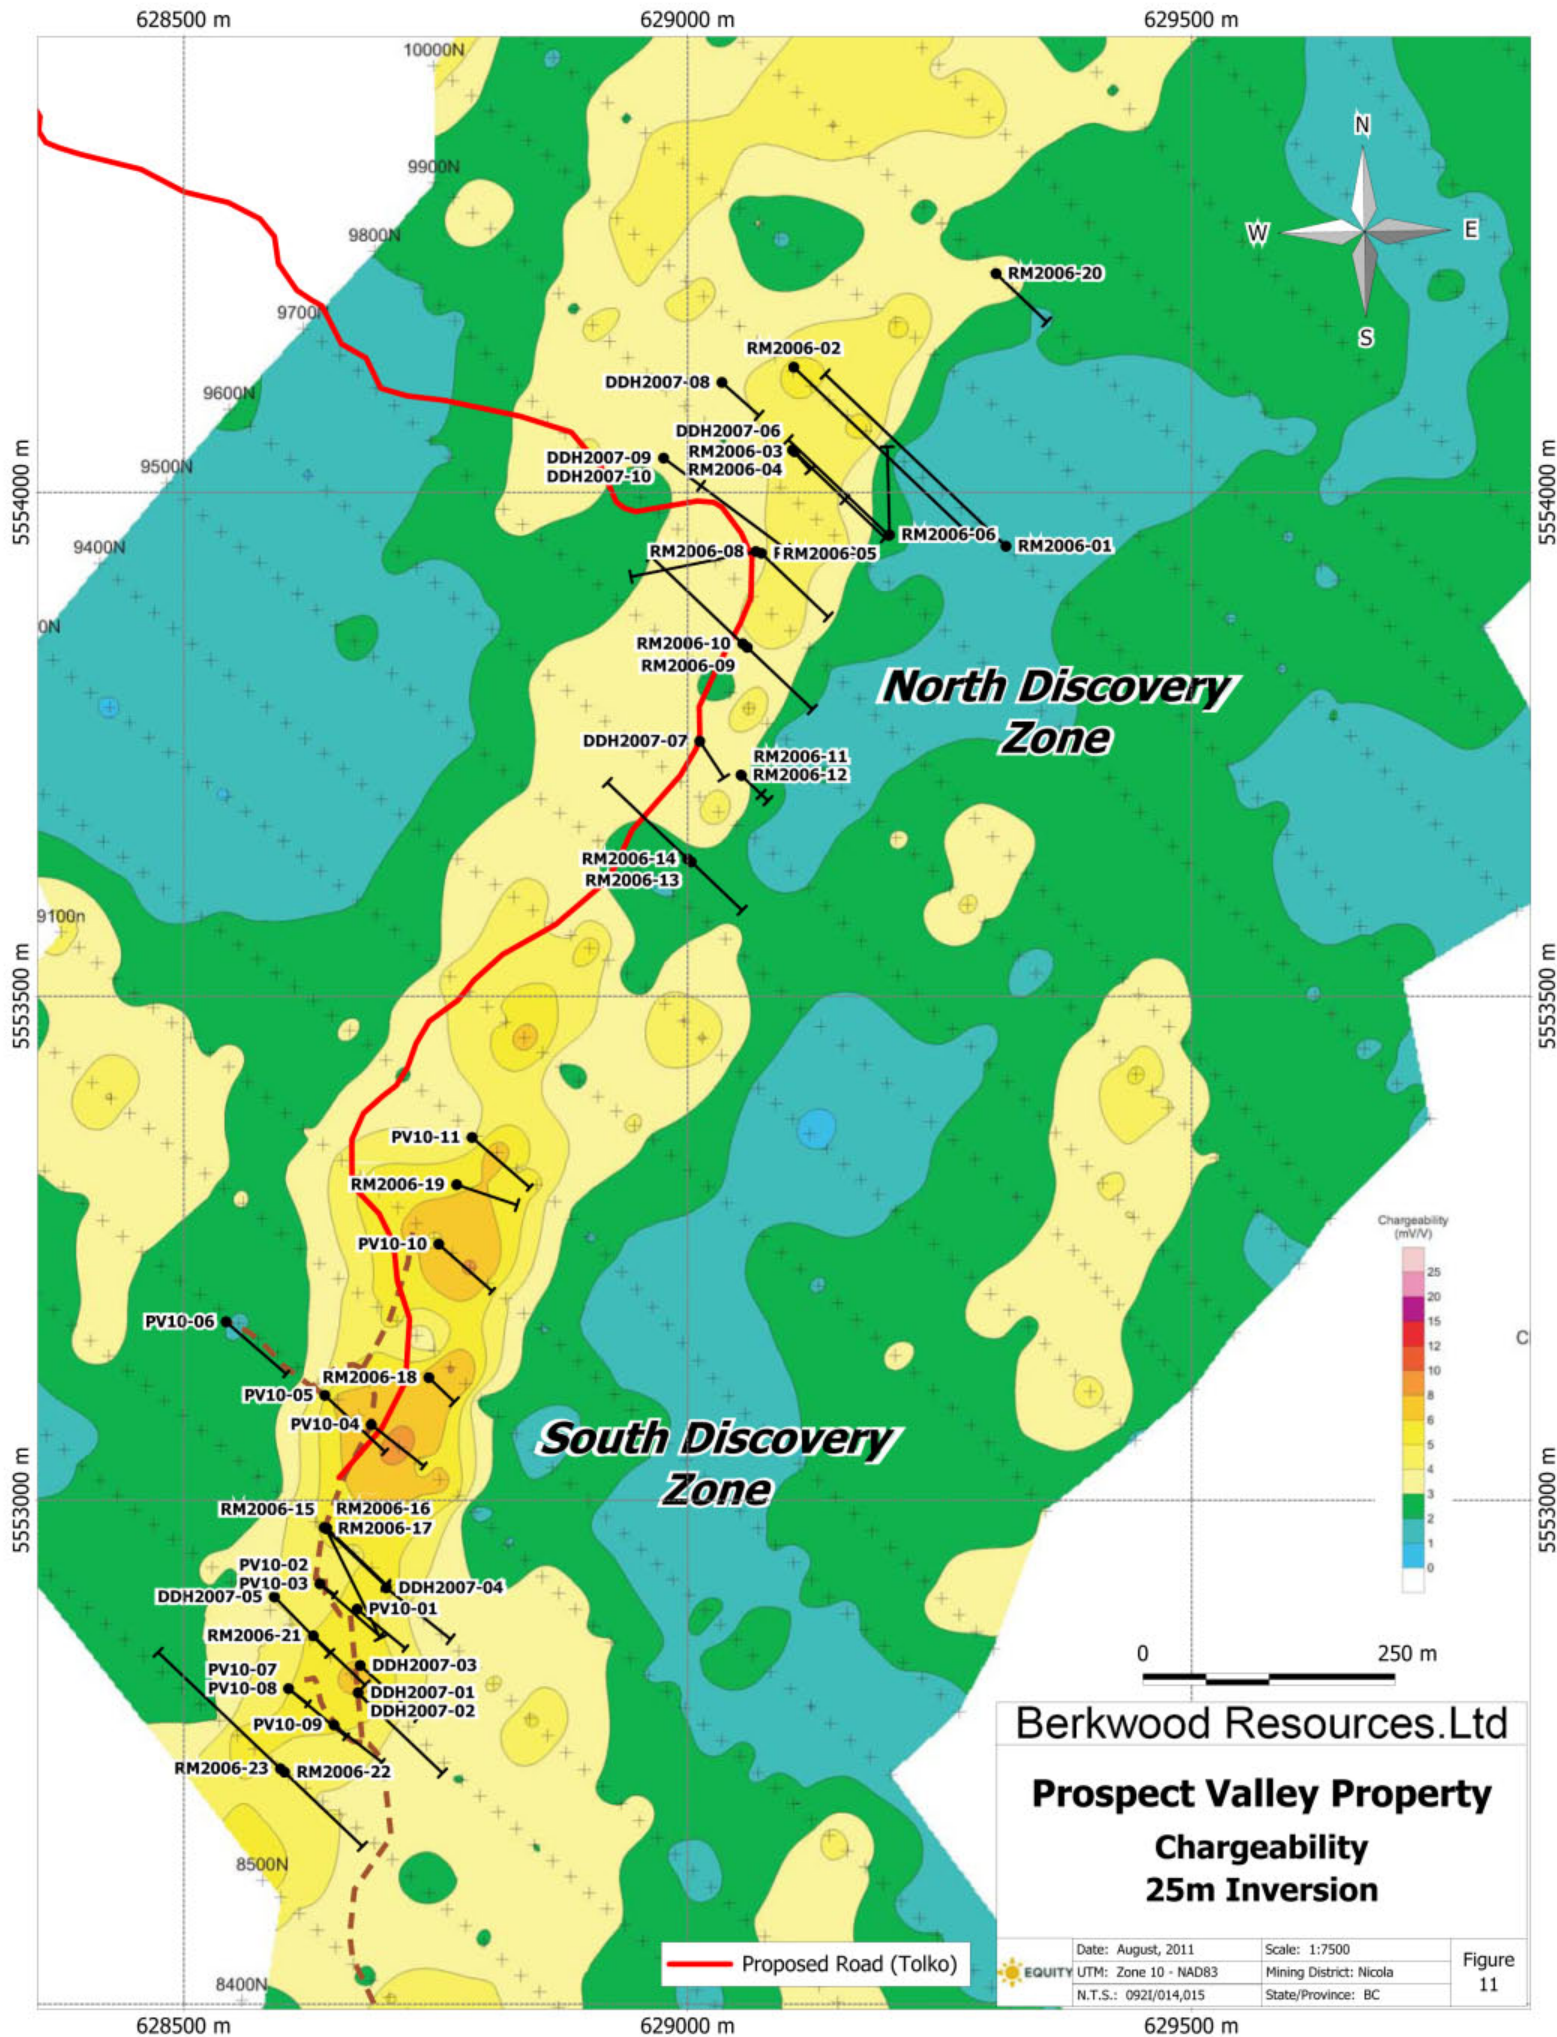 628500 m
629000 m
629500 m
10000N
9900N
9800N
9700N
9600N
9500N
9400N
0N
9100n
8500N
8400N
N
W
E
S
5554000 m
5554000 m
5553500 m
5553500 m
5553000 m
5553000 m
RM2006-20
RM2006-02
DDH2007-08
DDH2007-06
RM2006-03
RM2006-04
DDH2007-09
DDH2007-10
RM2006-06
RM2006-01
RM2006-08
RM2006-05
RM2006-10
RM2006-09
North Discovery
Zone
DDH2007-07
RM2006-11
RM2006-12
RM2006-14
RM2006-13
PV10-11
RM2006-19
PV10-10
PV10-06
RM2006-18
PV10-05
PV10-04
South Discovery
Zone
RM2006-15
RM2006-16
RM2006-17
PV10-02
PV10-03
DDH2007-05
DDH2007-04
PV10-01
RM2006-21
DDH2007-03
PV10-07
PV10-08
DDH2007-01
DDH2007-02
PV10-09
RM2006-23
RM2006-22
Chargeability
(mV/V)
25
20
15
12
10
8
6
5
4
3
2
1
0
C
0
250 m
Berkwood Resources.Ltd
Prospect Valley Property
Chargeability
25m Inversion
Proposed Road (Tolko)
EQUITY
Date: August, 2011
Scale: 1:7500
UTM: Zone 10 - NAD83
Mining District: Nicola
N.T.S.: 092I/014,015
State/Province: BC
Figure
11
628500 m
629000 m
629500 m